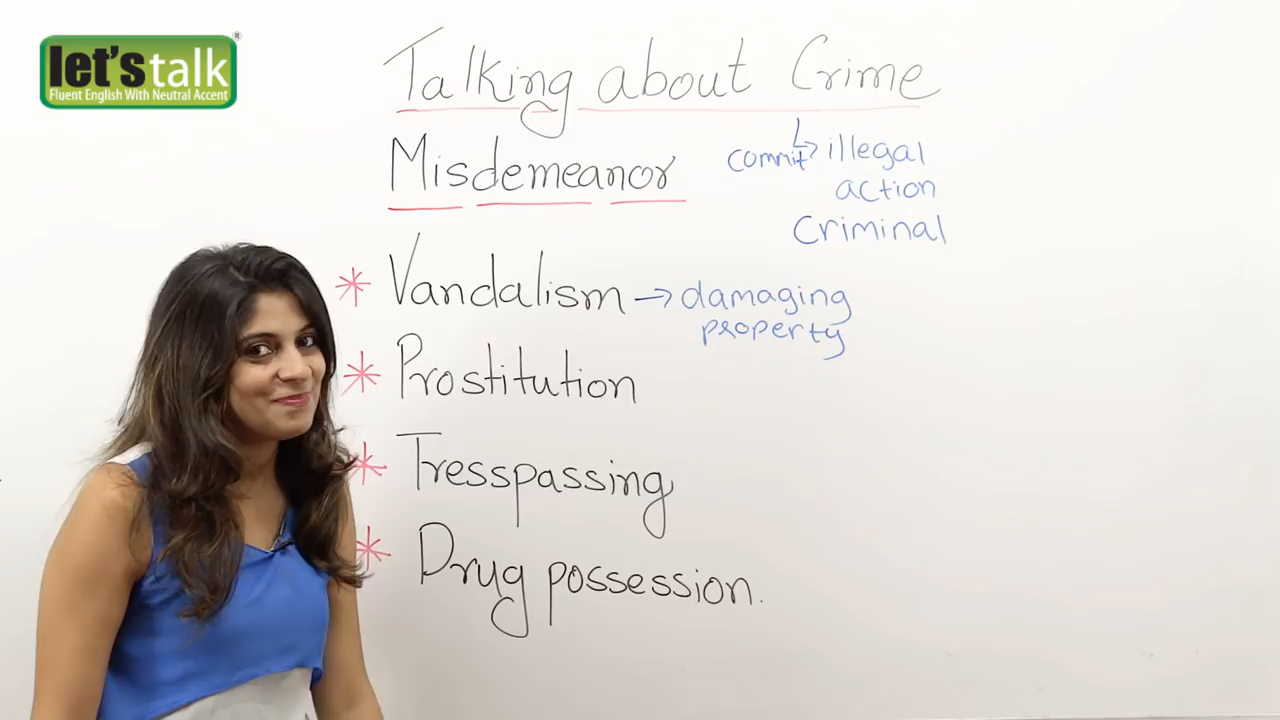 let's talk ®
Fluent English With Neutral Accent
Talking about Crime
Misdemeanor
commit → illegal
action
Criminal
* Vandalism → damaging
property
* Prostitution
* Tresspassing
* Drug possession.